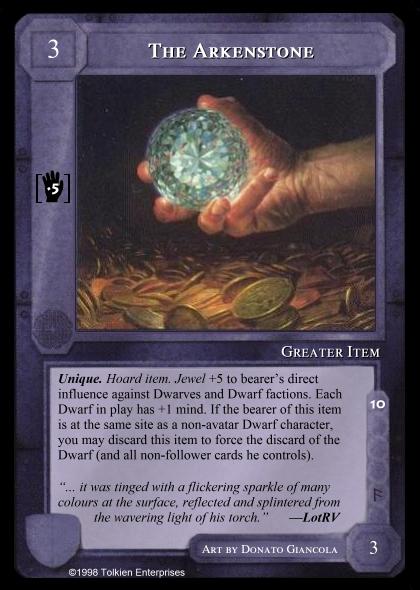 3
THE ARKENSTONE
[+5]
GREATER ITEM
Unique. Hoard item. Jewel +5 to bearer's direct
influence against Dwarves and Dwarf factions. Each
Dwarf in play has +1 mind. If the bearer of this item
is at the same site as a non-avatar Dwarf character,
you may discard this item to force the discard of the
Dwarf (and all non-follower cards he controls).
10
"... it was tinged with a flickering sparkle of many
colours at the surface, reflected and splintered from
the wavering light of his torch." —LotRV
ART BY DONATO GIANCOLA
3
©1998 Tolkien Enterprises